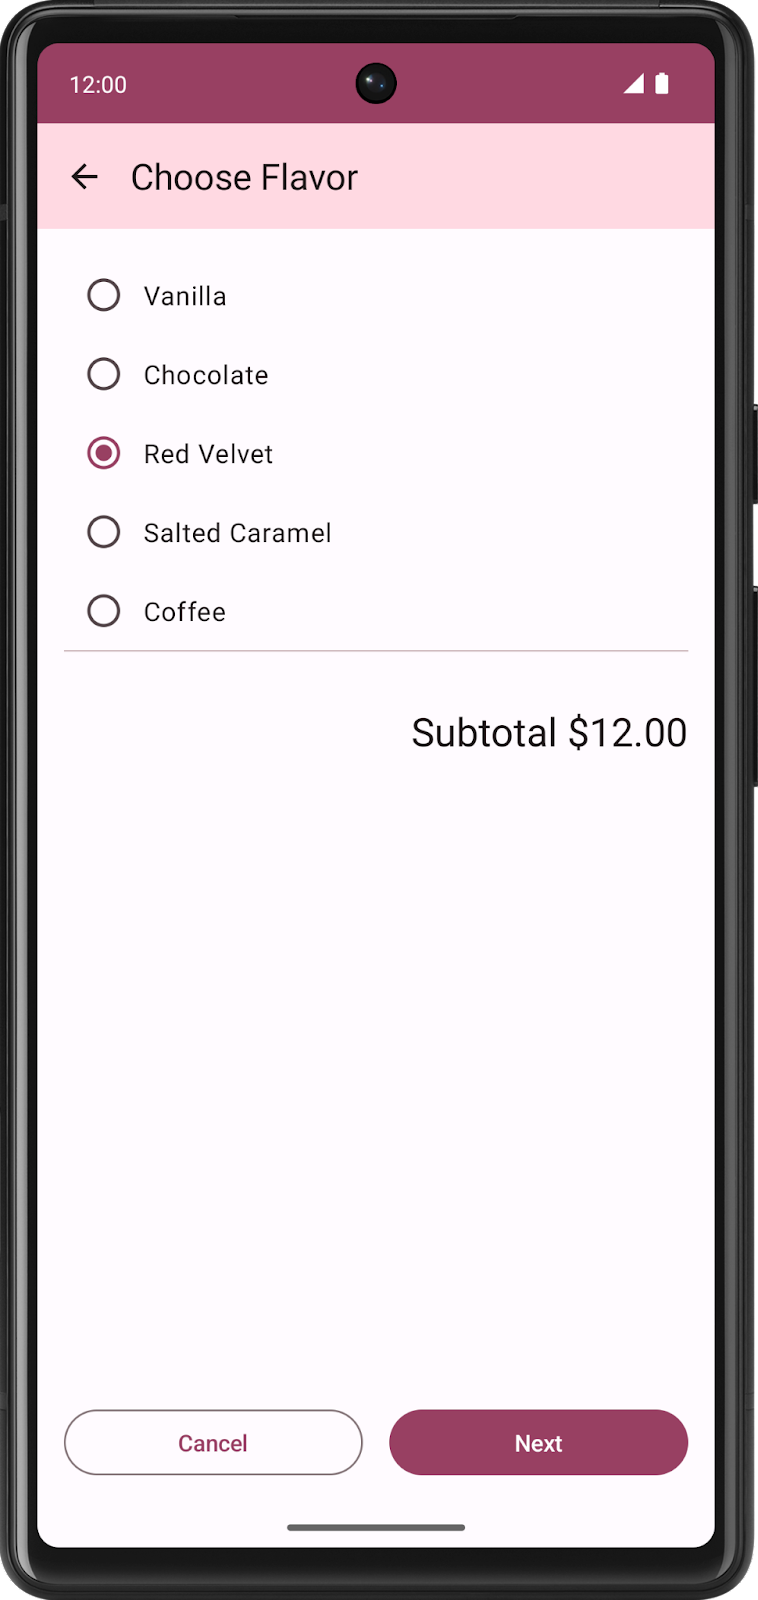 12:00
Choose Flavor
Vanilla
Chocolate
Red Velvet
Salted Caramel
Coffee
Subtotal $12.00
Cancel
Next